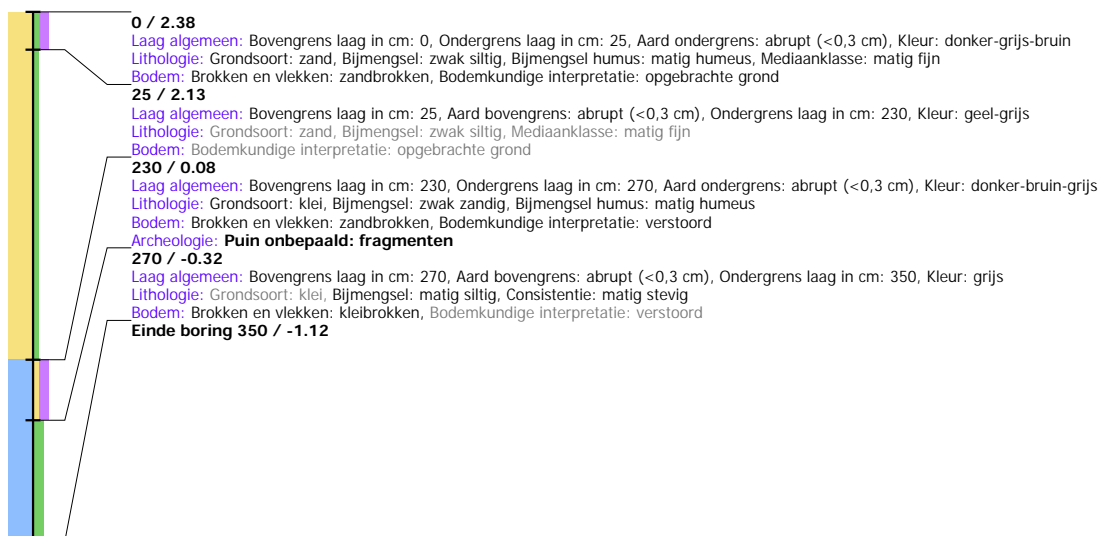 0 / 2.38
Laag algemeen: Bovengrens laag in cm: 0, Ondergrens laag in cm: 25, Aard ondergrens: abrupt (<0,3 cm), Kleur: donker-grijs-bruin
Lithologie: Grondsoort: zand, Bijmengsel: zwak siltig, Bijmengsel humus: matig humeus, Mediaanklasse: matig fijn
Bodem: Brokken en vlekken: zandbrokken, Bodemkundige interpretatie: opgebrachte grond
25 / 2.13
Laag algemeen: Bovengrens laag in cm: 25, Aard bovengrens: abrupt (<0,3 cm), Ondergrens laag in cm: 230, Kleur: geel-grijs
Lithologie: Grondsoort: zand, Bijmengsel: zwak siltig, Mediaanklasse: matig fijn
Bodem: Bodemkundige interpretatie: opgebrachte grond
230 / 0.08
Laag algemeen: Bovengrens laag in cm: 230, Ondergrens laag in cm: 270, Aard ondergrens: abrupt (<0,3 cm), Kleur: donker-bruin-grijs
Lithologie: Grondsoort: klei, Bijmengsel: zwak zandig, Bijmengsel humus: matig humeus
Bodem: Brokken en vlekken: zandbrokken, Bodemkundige interpretatie: verstoord
Archeologie: Puin onbepaald: fragmenten
270 / -0.32
Laag algemeen: Bovengrens laag in cm: 270, Aard bovengrens: abrupt (<0,3 cm), Ondergrens laag in cm: 350, Kleur: grijs
Lithologie: Grondsoort: klei, Bijmengsel: matig siltig, Consistentie: matig stevig
Bodem: Brokken en vlekken: kleibrokken, Bodemkundige interpretatie: verstoord
Einde boring 350 / -1.12